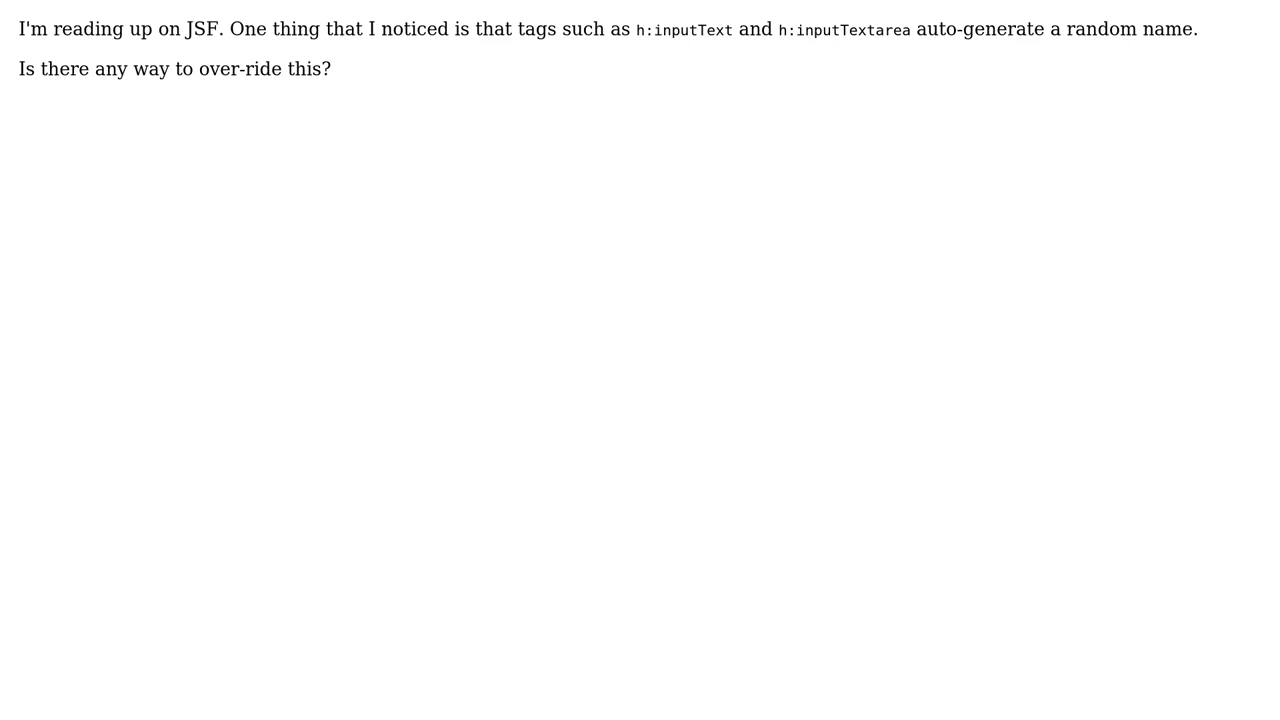 I'm reading up on JSF. One thing that I noticed is that tags such as h:inputText and h:inputTextarea auto-generate a random name.
Is there any way to over-ride this?